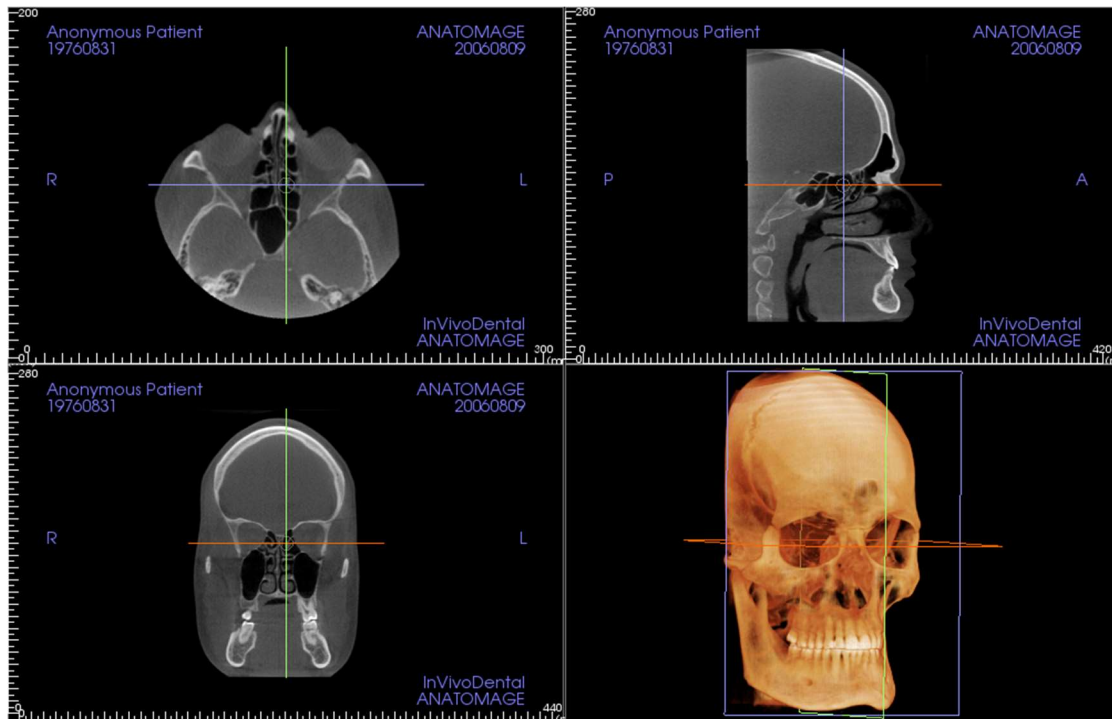 200
Anonymous Patient
19760831
ANATOMAGE
20060809
R
L
InVivoDental
ANATOMAGE
0
300
280
Anonymous Patient
19760831
ANATOMAGE
20060809
P
A
InVivoDental
ANATOMAGE
0
420
280
Anonymous Patient
19760831
ANATOMAGE
20060809
R
L
InVivoDental
ANATOMAGE
0
440